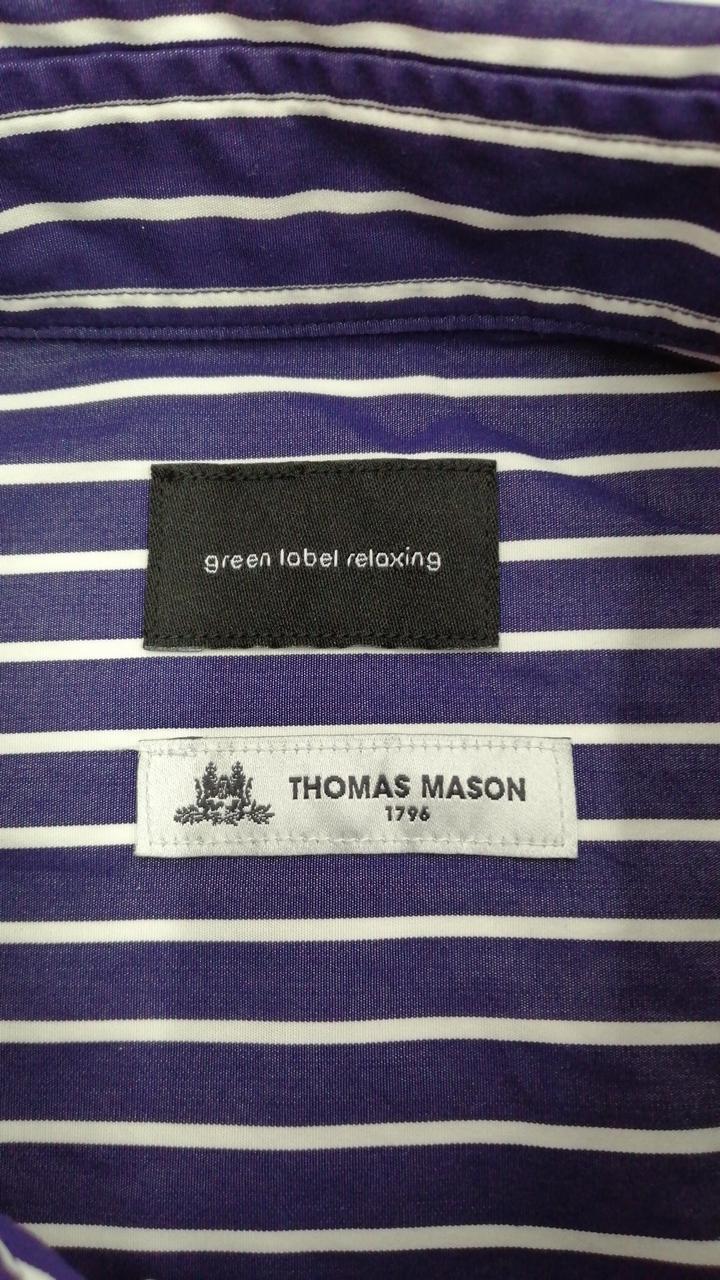 green label relaxing
THOMAS MASON
1796